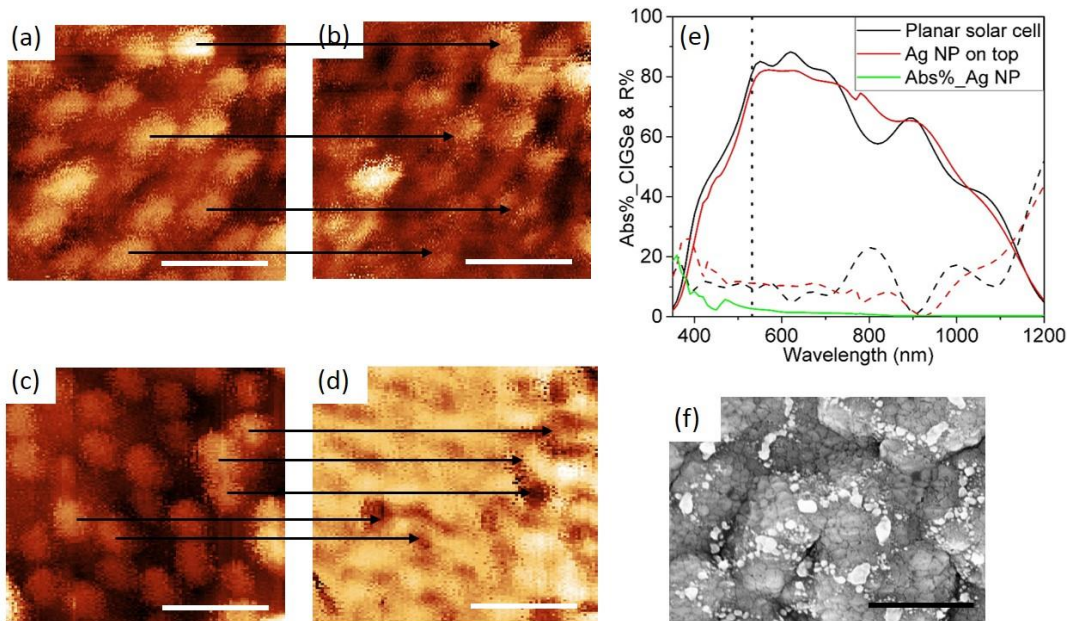 (a)
(b)
(c)
(d)
(e)
Planar solar cell
Ag NP on top
Abs%_Ag NP
Abs%_CIGSe & R%
100
80
60
40
20
0
400
600
800
1000
1200
Wavelength (nm)
(f)